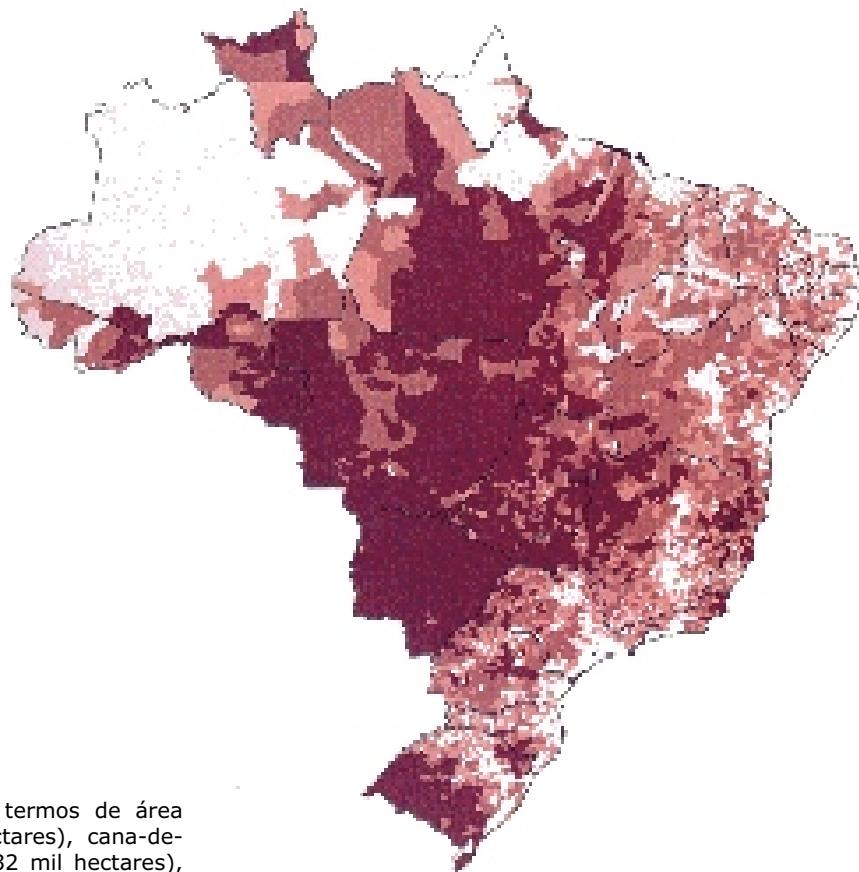 termos de área
ctares), cana-de-
32 mil hectares),